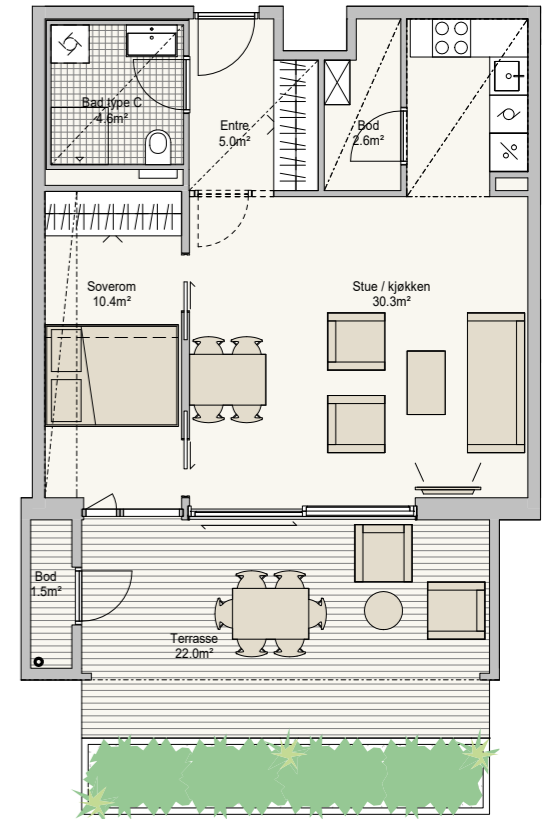 Bad type C
4.6m²
Entre
5.0m²
Bod
2.6m²
Soverom
10.4m²
Stue / kjøkken
30.3m²
Bod
1.5m²
Terrasse
22.0m²